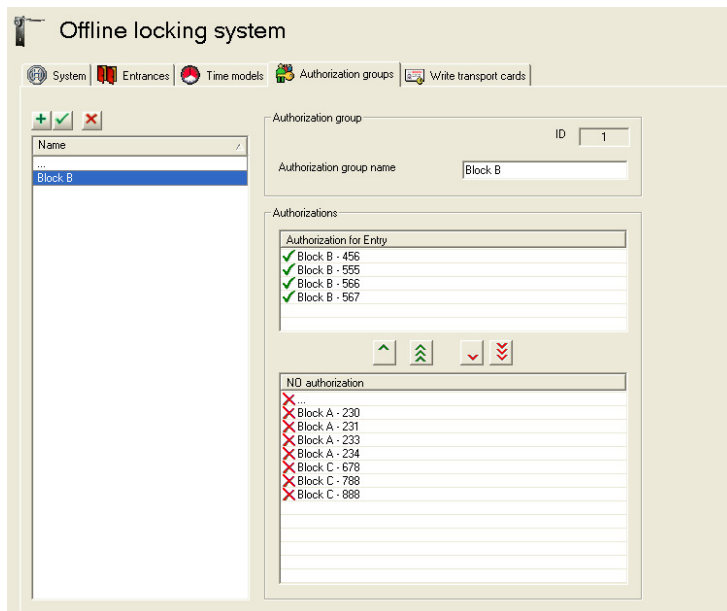 Offline locking system
System Entrances Time models Authorization groups Write transport cards
Name
...
Block B
Authorization group
ID 1
Authorization group name Block B
Authorizations
Authorization for Entry
Block B - 456
Block B - 555
Block B - 566
Block B - 567
NO authorization
...
Block A - 230
Block A - 231
Block A - 233
Block A - 234
Block C - 678
Block C - 788
Block C - 888